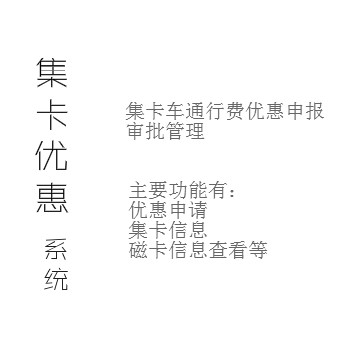 集卡优惠
系统
集卡车通行费优惠申报
审批管理
主要功能有：
优惠申请
集卡信息
磁卡信息查看等